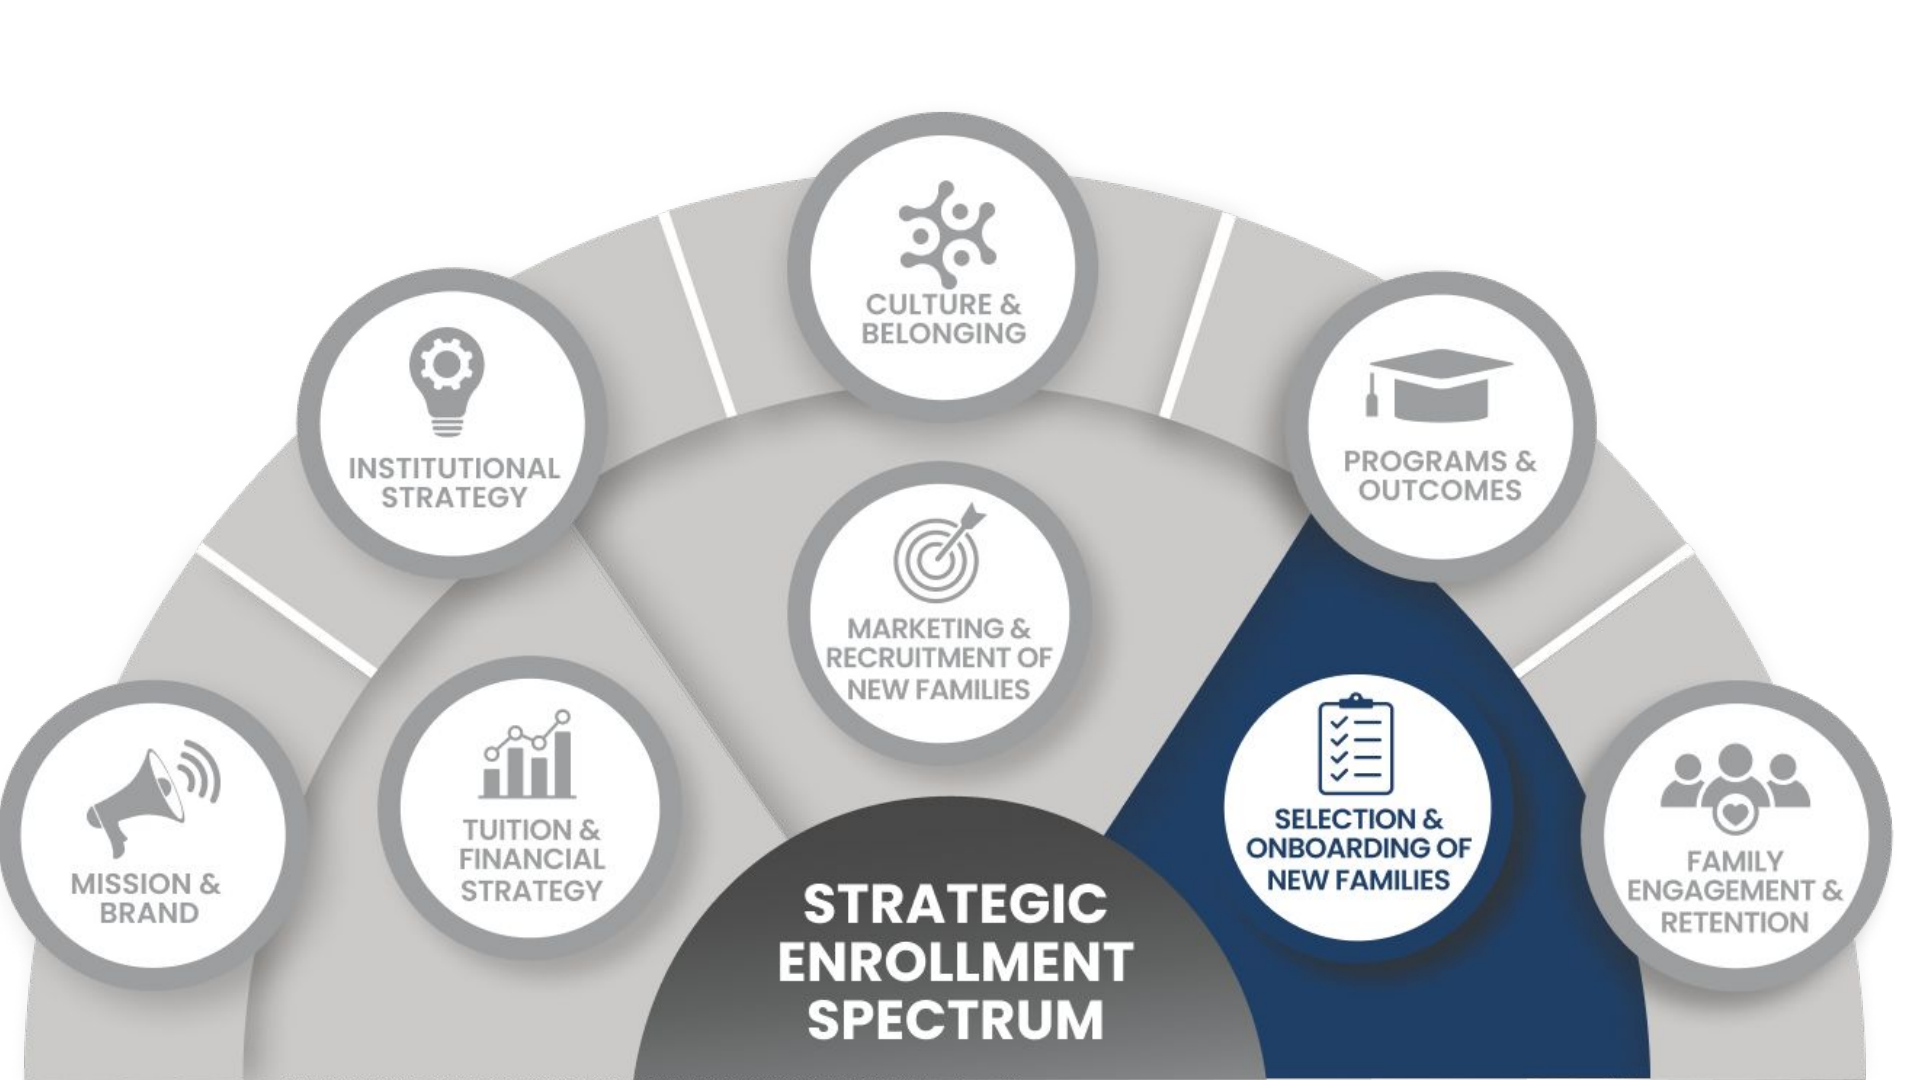 CULTURE &
BELONGING
INSTITUTIONAL
STRATEGY
PROGRAMS &
OUTCOMES
MARKETING &
RECRUITMENT OF
NEW FAMILIES
MISSION &
BRAND
TUITION &
FINANCIAL
STRATEGY
SELECTION &
ONBOARDING OF
NEW FAMILIES
FAMILY
ENGAGEMENT &
RETENTION
STRATEGIC
ENROLLMENT
SPECTRUM